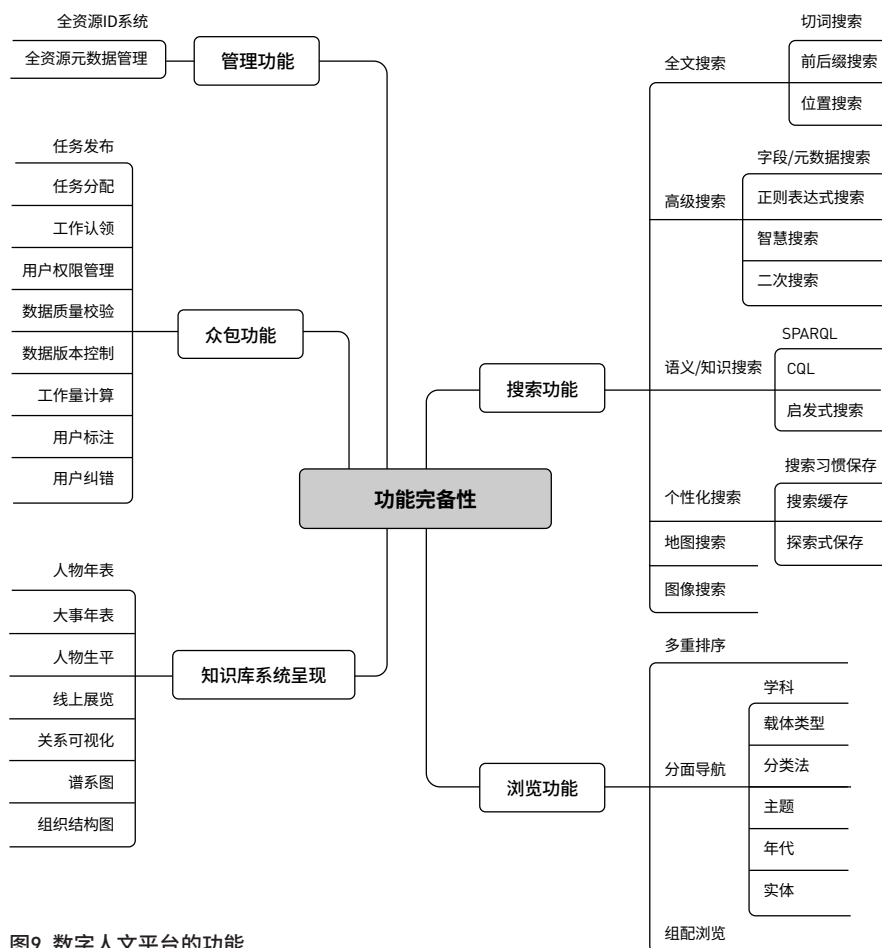 全资源ID系统
全资源元数据管理
管理功能
任务发布
任务分配
工作认领
用户权限管理
数据质量校验
数据版本控制
工作量计算
用户标注
用户纠错
众包功能
人物年表
大事年表
人物生平
线上展览
关系可视化
谱系图
组织结构图
知识库系统呈现
功能完备性
搜索功能
全文搜索
切词搜索
前后缀搜索
位置搜索
高级搜索
字段/元数据搜索
正则表达式搜索
智慧搜索
二次搜索
语义/知识搜索
SPARQL
CQL
启发式搜索
个性化搜索
搜索习惯保存
搜索缓存
探索式保存
地图搜索
图像搜索
浏览功能
多重排序
分面导航
学科
载体类型
分类法
主题
年代
实体
组配浏览
图9 数字人文平台的功能